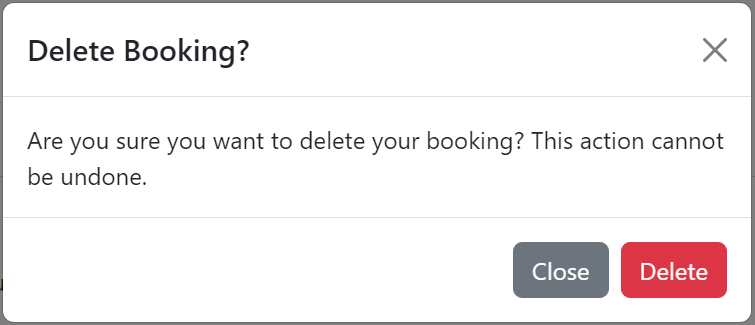 Delete Booking?
Are you sure you want to delete your booking? This action cannot
be undone.
Close
Delete